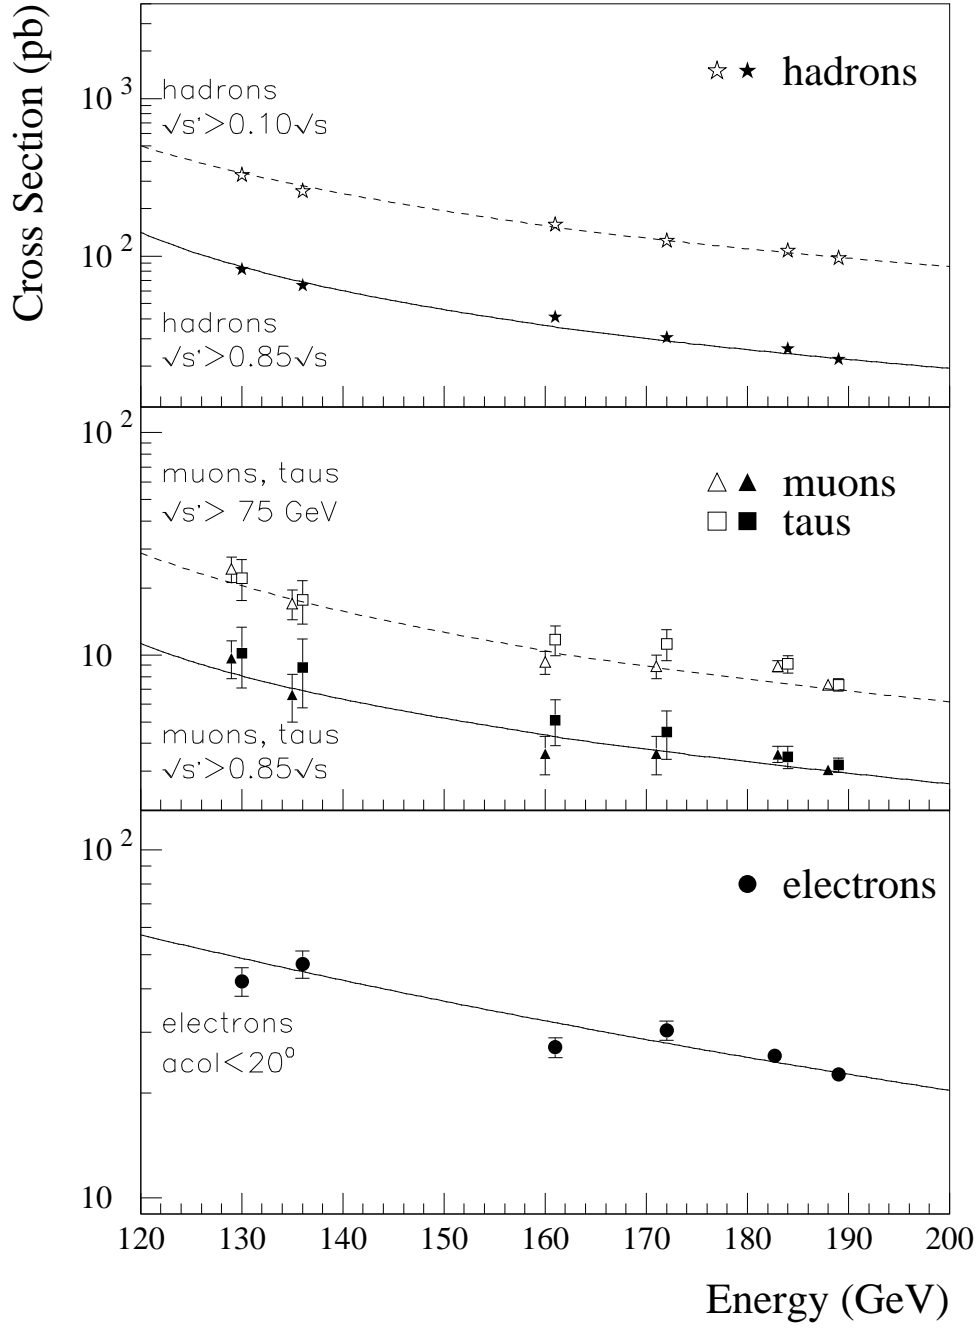 Cross Section (pb)
10 3
10 2
hadrons
√s'>0.10√s
hadrons
√s'>0.85√s
hadrons
10 2
10
muons, taus
√s'> 75 GeV
muons
taus
muons, taus
√s'>0.85√s
10 2
10
electrons
electrons
acol<20°
120 130 140 150 160 170 180 190 200
Energy (GeV)